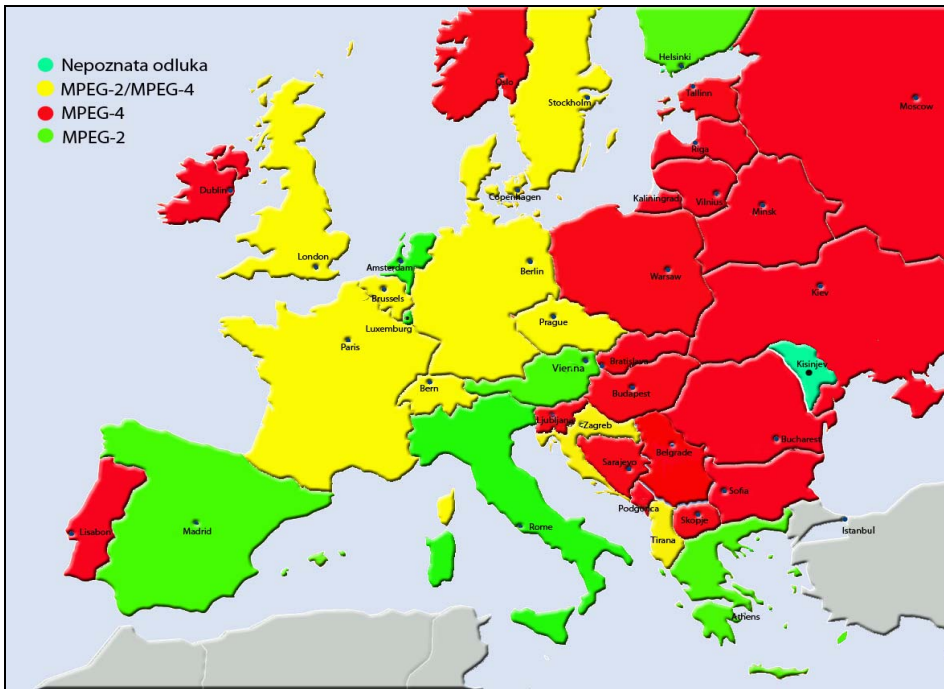 Nepoznata odluka
MPEG-2/MPEG-4
MPEG-4
MPEG-2
Helsinki
Oslo
Tallinn
Stockholm
Moscow
Riga
Dublin
Copenhagen
Kaliningrad
Vilnius
Minsk
London
Amsterdam
Berlin
Warsaw
Brussels
Kiev
Luxemburg
Prague
Paris
Bratislava
Vienna
Kisinjev
Bern
Budapest
Ljubljana
Zagreb
Bucharest
Belgrade
Sarajevo
Sofia
Podgorica
Skopje
Lisabon
Madrid
Rome
Istanbul
Tirana
Athens